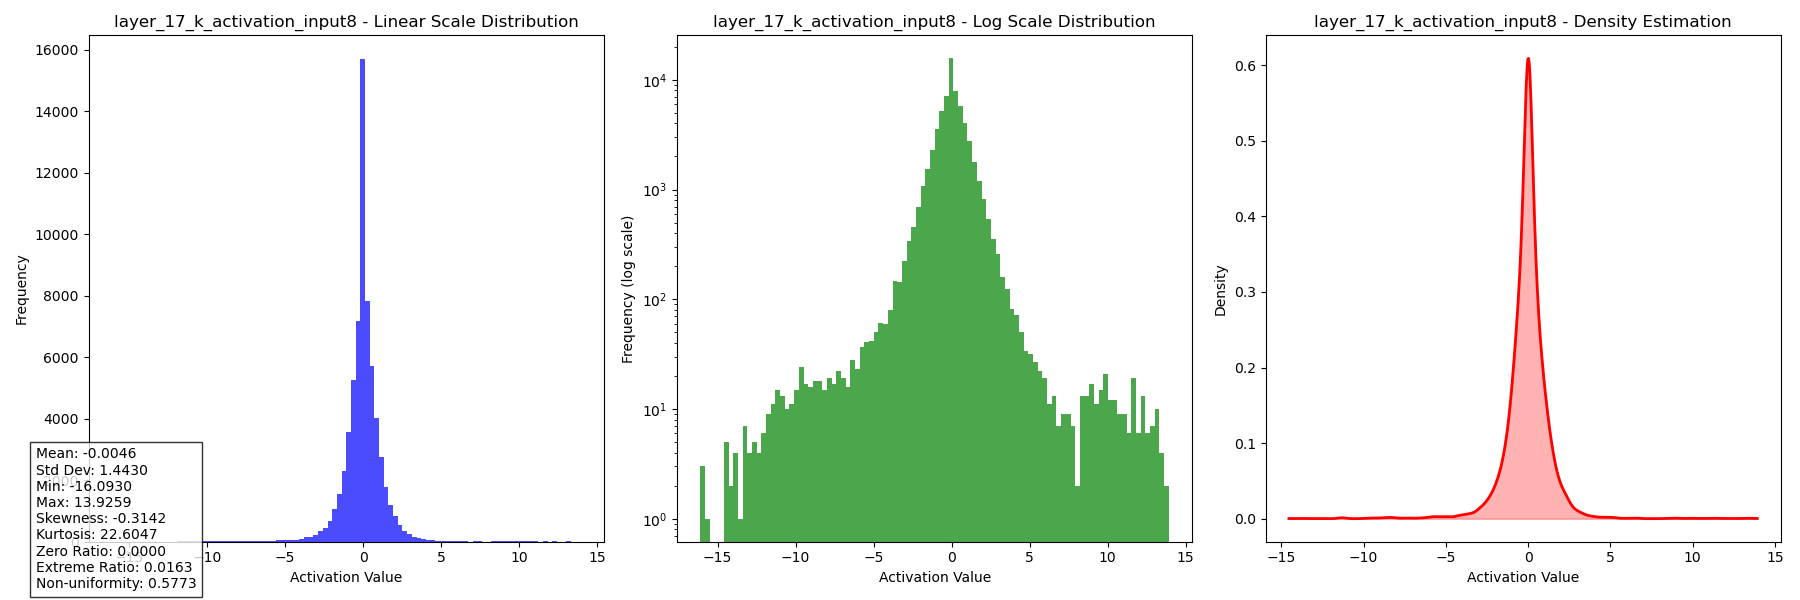 layer_17_k_activation_input8 - Linear Scale Distribution
16000
14000
12000
10000
8000
6000
4000
2000
0
Frequency
−10
−5
0
5
10
15
Activation Value
Mean: -0.0046
Std Dev: 1.4430
Min: -16.0930
Max: 13.9259
Skewness: -0.3142
Kurtosis: 22.6047
Zero Ratio: 0.0000
Extreme Ratio: 0.0163
Non-uniformity: 0.5773
layer_17_k_activation_input8 - Log Scale Distribution
10⁴
10³
10²
10¹
10⁰
Frequency (log scale)
−15
−10
−5
0
5
10
15
Activation Value
layer_17_k_activation_input8 - Density Estimation
0.6
0.5
0.4
0.3
0.2
0.1
0.0
Density
−15
−10
−5
0
5
10
15
Activation Value